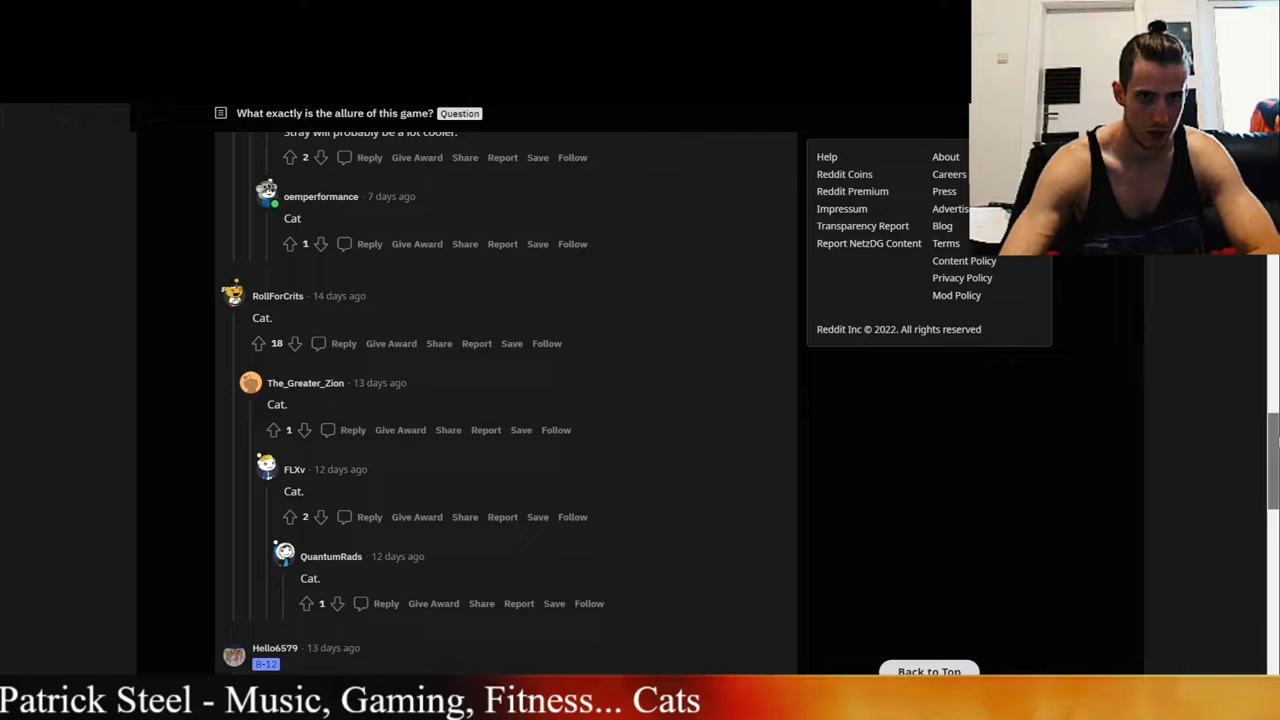 What exactly is the allure of this game? Question
Stray will probably be a lot cooler.
2 Reply Give Award Share Report Save Follow
oemperformance · 7 days ago
Cat
1 Reply Give Award Share Report Save Follow
RollForCrits · 14 days ago
Cat.
18 Reply Give Award Share Report Save Follow
The_Greater_Zion · 13 days ago
Cat.
1 Reply Give Award Share Report Save Follow
FLXv · 12 days ago
Cat.
2 Reply Give Award Share Report Save Follow
QuantumRads · 12 days ago
Cat.
1 Reply Give Award Share Report Save Follow
Hello6579 · 13 days ago
B-12
Help About
Reddit Coins Careers
Reddit Premium Press
Impressum Advertis
Transparency Report Blog
Report NetzDG Content Terms
Content Policy
Privacy Policy
Mod Policy
Reddit Inc © 2022. All rights reserved
Back to Top
Patrick Steel - Music, Gaming, Fitness... Cats